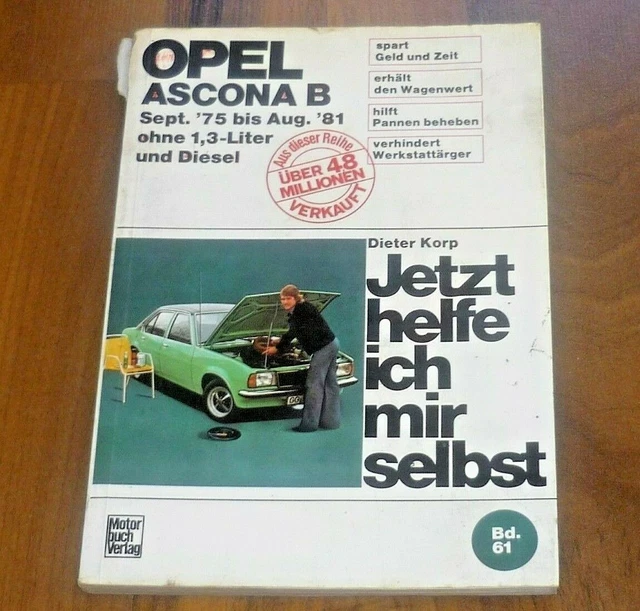 OPEL
ASCONA B
Sept. '75 bis Aug. '81
ohne 1,3-Liter
und Diesel
spart
Geld und Zeit
erhält
den Wagenwert
hilft
Pannen beheben
verhindert
Werkstattärger
Aus dieser Reihe
ÜBER 48
MILLIONEN
VERKAUFT
Dieter Korp
Jetzt
helfe
ich
mir
selbst
Motor
buch
Verlag
Bd.
61